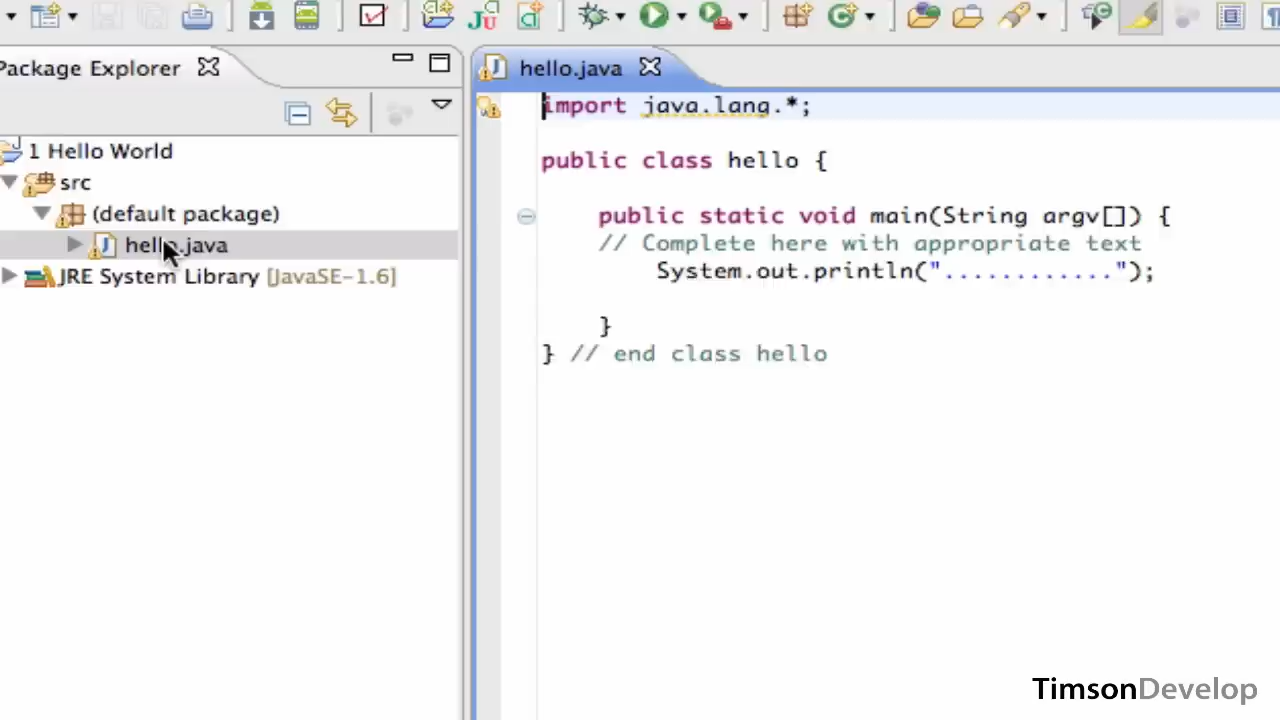 Package Explorer
hello.java
1 Hello World
src
(default package)
hello.java
JRE System Library [JavaSE-1.6]
import java.lang.*;
public class hello {
public static void main(String argv[]) {
// Complete here with appropriate text
System.out.println("............");
}
} // end class hello
TimsonDevelop